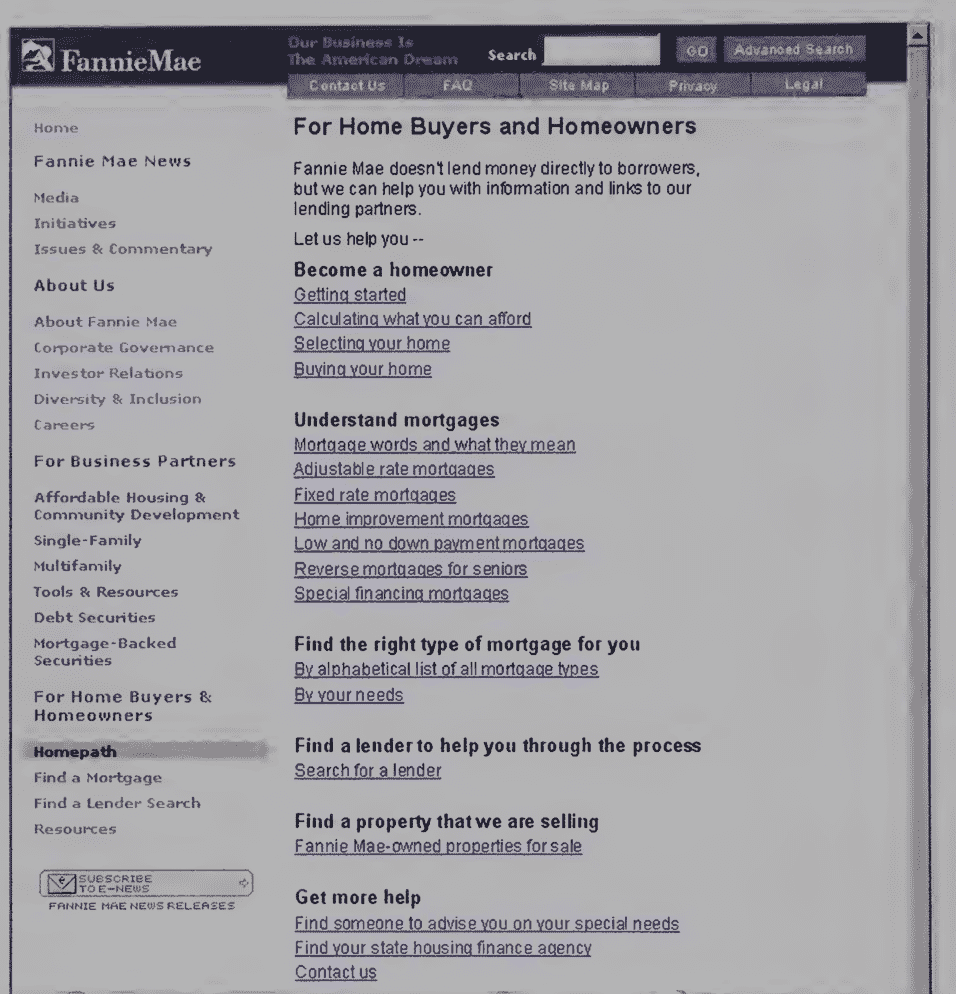 FannieMae
Our Business Is
The American Dream
Search
GO
Advanced Search
Contact Us
FAQ
Site Map
Privacy
Legal
Home
Fannie Mae News
Media
Initiatives
Issues & Commentary
About Us
About Fannie Mae
Corporate Governance
Investor Relations
Diversity & Inclusion
Careers
For Business Partners
Affordable Housing &
Community Development
Single-Family
Multifamily
Tools & Resources
Debt Securities
Mortgage-Backed
Securities
For Home Buyers &
Homeowners
Homepath
Find a Mortgage
Find a Lender Search
Resources
SUBSCRIBE
TO E-NEWS
FANNIE MAE NEWS RELEASES
For Home Buyers and Homeowners
Fannie Mae doesn't lend money directly to borrowers,
but we can help you with information and links to our
lending partners.
Let us help you --
Become a homeowner
Getting started
Calculating what you can afford
Selecting your home
Buying your home
Understand mortgages
Mortgage words and what they mean
Adjustable rate mortgages
Fixed rate mortgages
Home improvement mortgages
Low and no down payment mortgages
Reverse mortgages for seniors
Special financing mortgages
Find the right type of mortgage for you
By alphabetical list of all mortgage types
By your needs
Find a lender to help you through the process
Search for a lender
Find a property that we are selling
Fannie Mae-owned properties for sale
Get more help
Find someone to advise you on your special needs
Find your state housing finance agency
Contact us